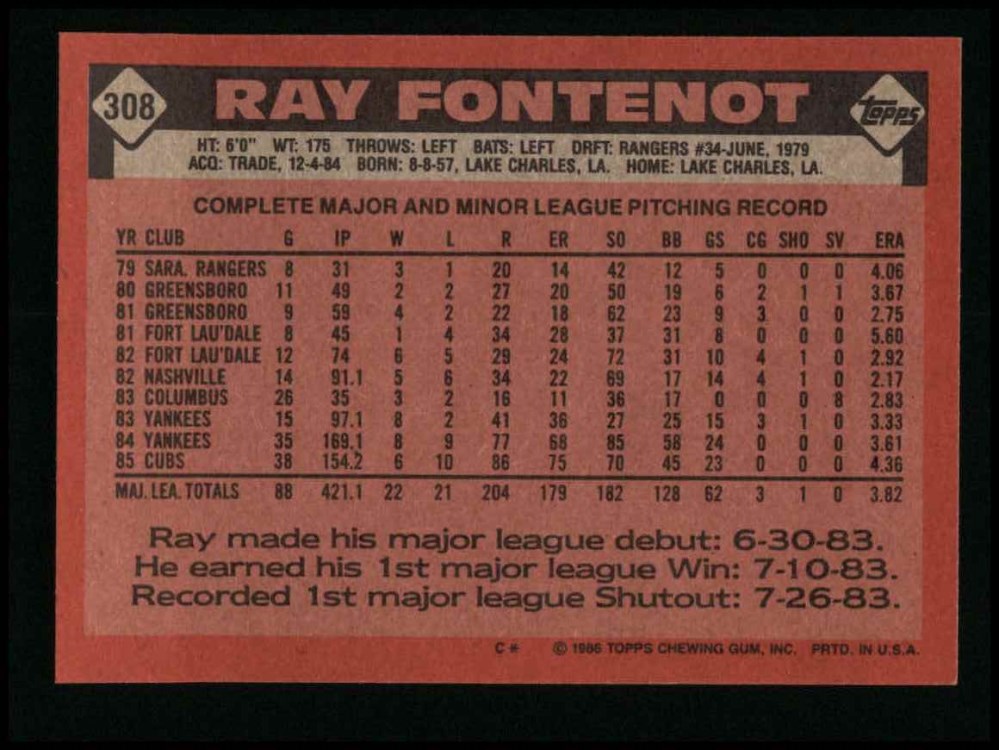 308 RAY FONTENOT topps
HT: 6'0" WT: 175 THROWS: LEFT BATS: LEFT DRFT: RANGERS #34-JUNE, 1979
ACQ: TRADE, 12-4-84 BORN: 8-8-57, LAKE CHARLES, LA. HOME: LAKE CHARLES, LA.
COMPLETE MAJOR AND MINOR LEAGUE PITCHING RECORD
YR CLUB G IP W L R ER SO BB GS CG SHO SV ERA
79 SARA. RANGERS 8 31 3 1 20 14 42 12 5 0 0 0 4.06
80 GREENSBORO 11 49 2 2 27 20 50 19 6 2 1 1 3.67
81 GREENSBORO 9 59 4 2 22 18 62 23 9 3 0 0 2.75
81 FORT LAU'DALE 8 45 1 4 34 28 37 31 8 0 0 0 5.60
82 FORT LAU'DALE 12 74 6 5 29 24 72 31 10 4 1 0 2.92
82 NASHVILLE 14 91.1 5 6 34 22 69 17 14 4 1 0 2.17
83 COLUMBUS 26 35 3 2 16 11 36 17 0 0 0 8 2.83
83 YANKEES 15 97.1 8 2 41 36 27 25 15 3 1 0 3.33
84 YANKEES 35 169.1 8 9 77 68 85 58 24 0 0 0 3.61
85 CUBS 38 154.2 6 10 86 75 70 45 23 0 0 0 4.36
MAJ. LEA. TOTALS 88 421.1 22 21 204 179 182 128 62 3 1 0 3.82
Ray made his major league debut: 6-30-83.
He earned his 1st major league Win: 7-10-83.
Recorded 1st major league Shutout: 7-26-83.
C * © 1986 TOPPS CHEWING GUM, INC. PRTD. IN U.S.A.